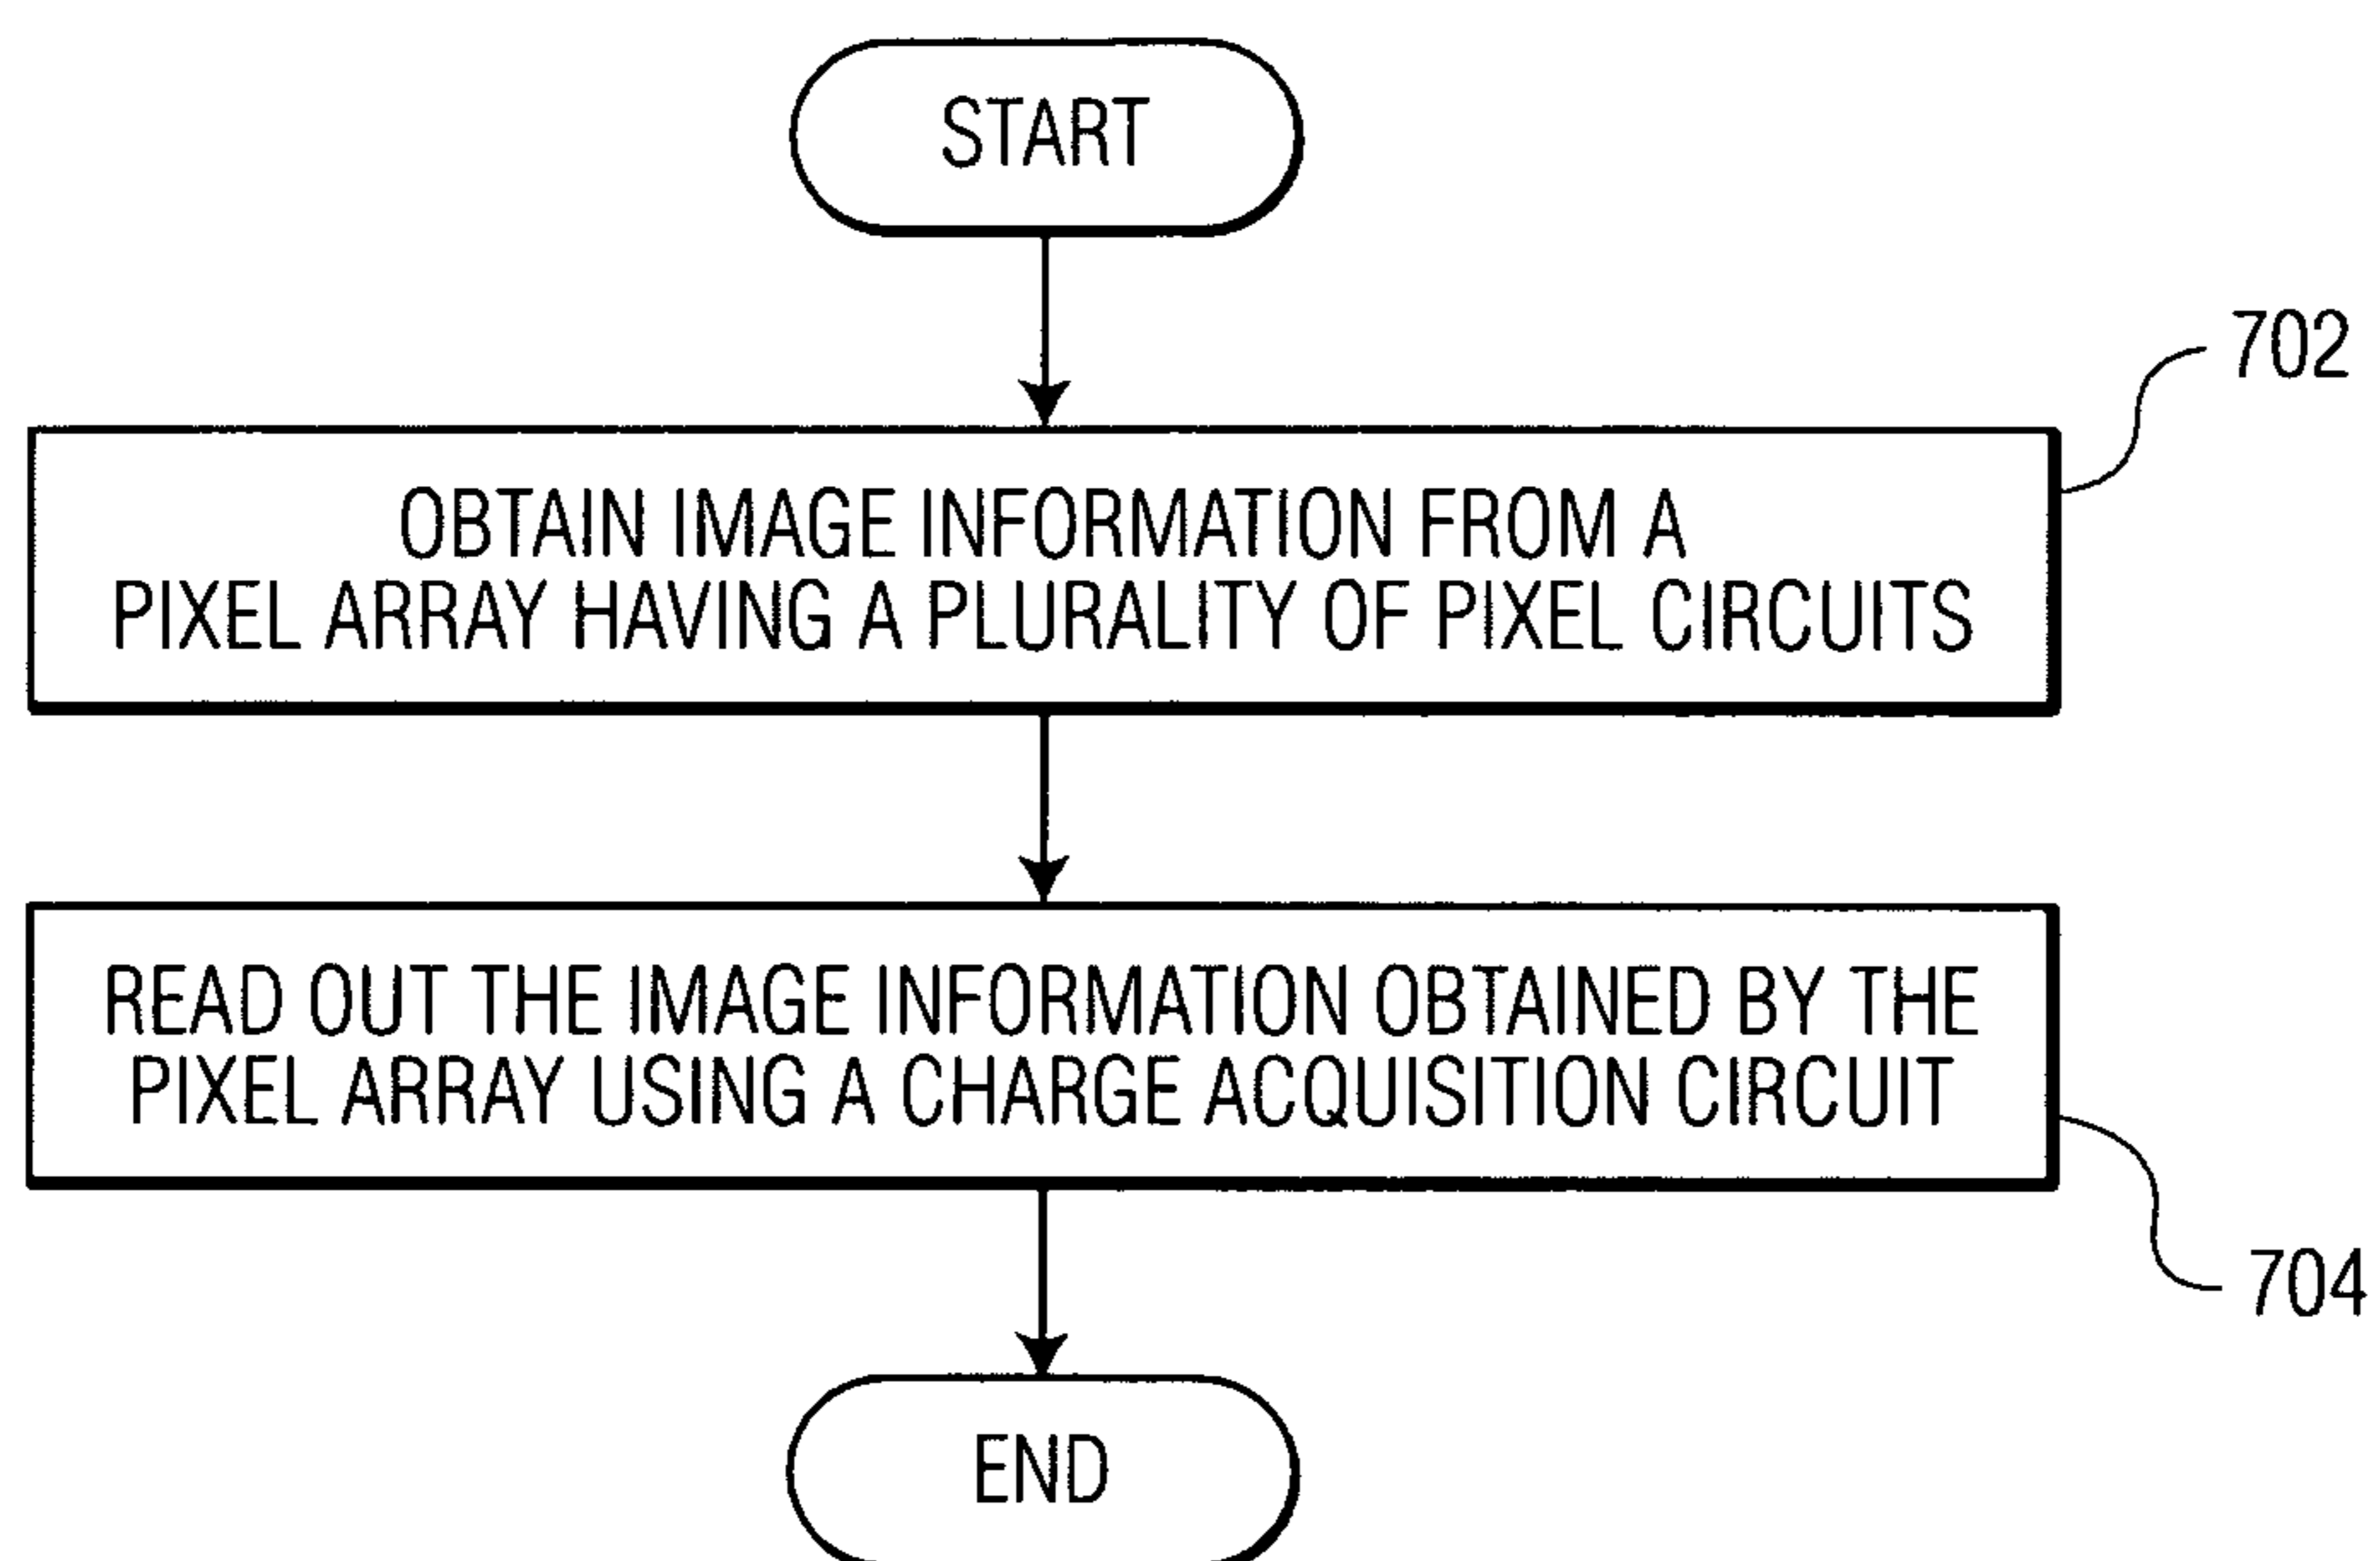 START
702
OBTAIN IMAGE INFORMATION FROM A
PIXEL ARRAY HAVING A PLURALITY OF PIXEL CIRCUITS
READ OUT THE IMAGE INFORMATION OBTAINED BY THE
PIXEL ARRAY USING A CHARGE ACQUISITION CIRCUIT
704
END